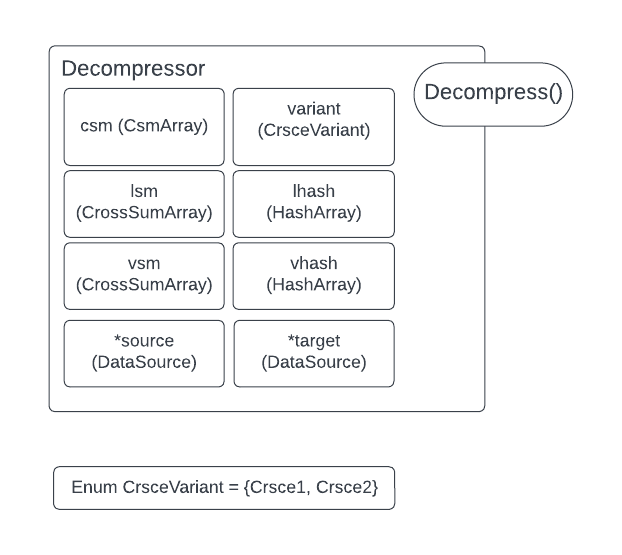 Decompressor
Decompress()
csm (CsmArray)
variant
(CrsceVariant)
lsm
(CrossSumArray)
lhash
(HashArray)
vsm
(CrossSumArray)
vhash
(HashArray)
*source
(DataSource)
*target
(DataSource)
Enum CrsceVariant = {Crsce1, Crsce2}